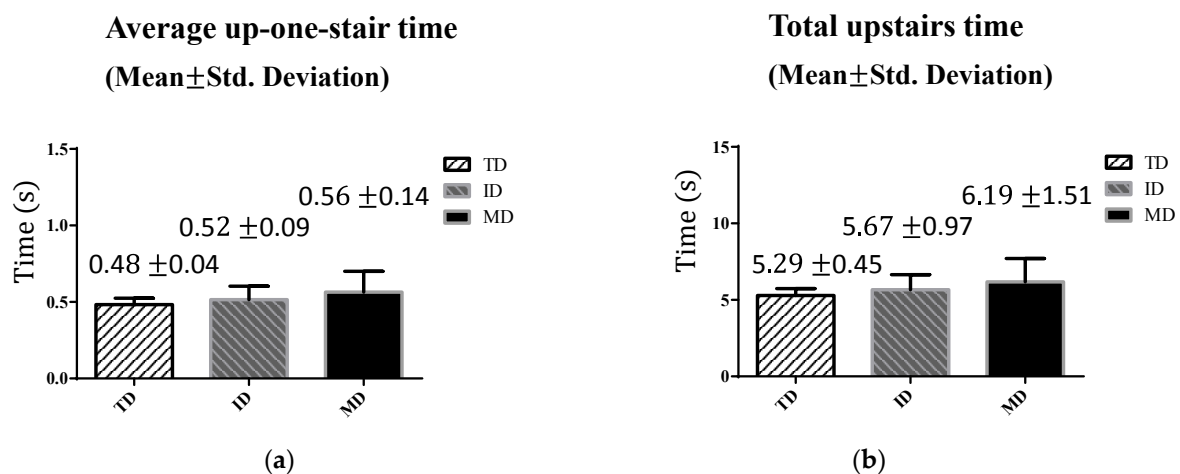 Average up-one-stair time
(Mean±Std. Deviation)
Time (s)
1.5
1.0
0.5
0.0
0.48 ±0.04
0.52 ±0.09
0.56 ±0.14
TD
ID
MD
TD
ID
MD
(a)
Total upstairs time
(Mean±Std. Deviation)
Time (s)
15
10
5
0
5.29 ±0.45
5.67 ±0.97
6.19 ±1.51
TD
ID
MD
TD
ID
MD
(b)